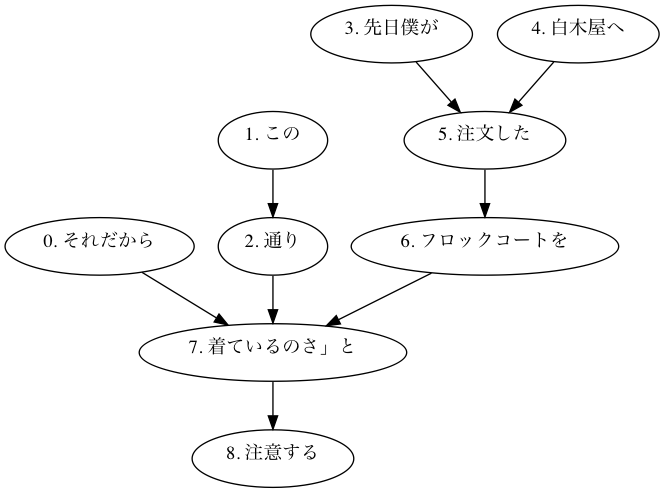 3. 先日僕が
4. 白木屋へ
1. この
5. 注文した
0. それだから
2. 通り
6. フロックコートを
7. 着ているのさ」と
8. 注意する